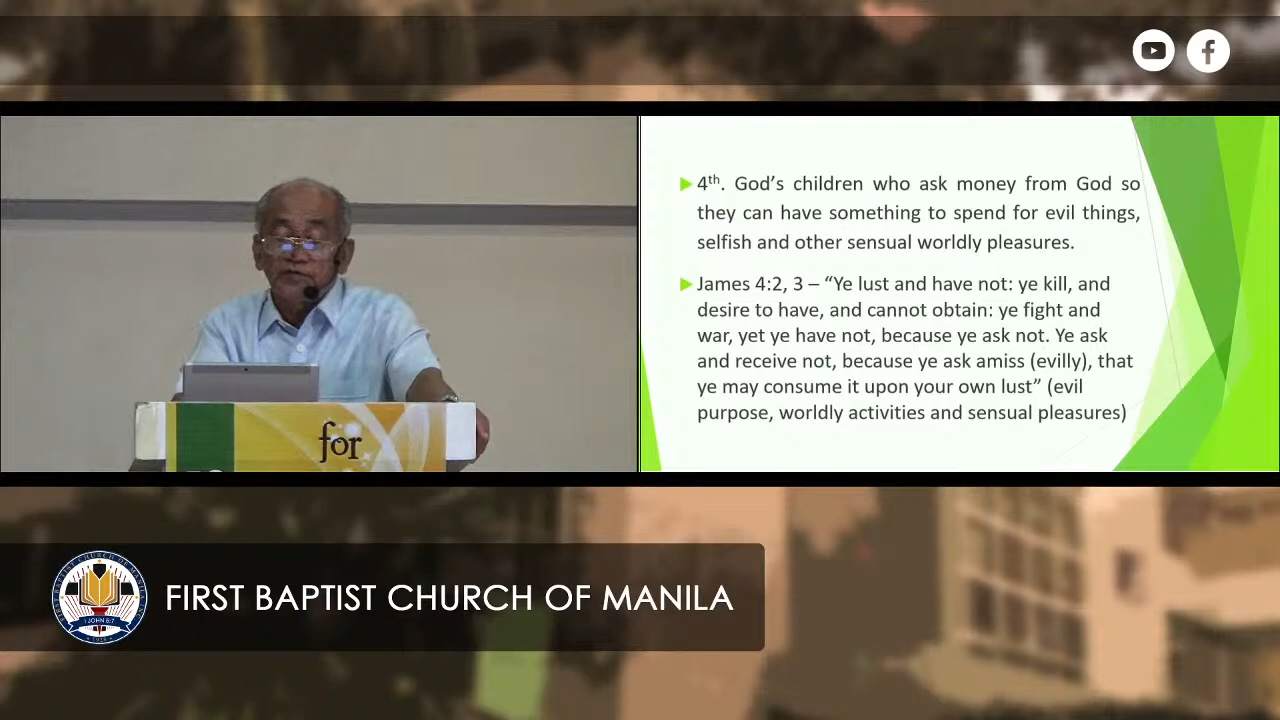 4th. God's children who ask money from God so
they can have something to spend for evil things,
selfish and other sensual worldly pleasures.
James 4:2, 3 – “Ye lust and have not: ye kill, and
desire to have, and cannot obtain: ye fight and
war, yet ye have not, because ye ask not. Ye ask
and receive not, because ye ask amiss (evilly), that
ye may consume it upon your own lust” (evil
purpose, worldly activities and sensual pleasures)
for
FIRST BAPTIST CHURCH OF MANILA
I JOHN 5:7